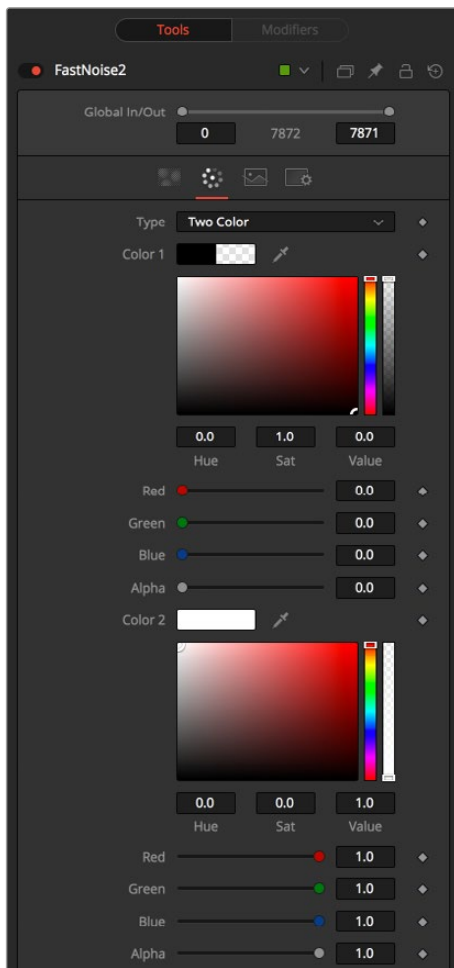 Tools Modifiers
FastNoise2
Global In/Out
0 7872 7871
Type Two Color
Color 1
0.0 1.0 0.0
Hue Sat Value
Red 0.0
Green 0.0
Blue 0.0
Alpha 0.0
Color 2
0.0 0.0 1.0
Hue Sat Value
Red 1.0
Green 1.0
Blue 1.0
Alpha 1.0